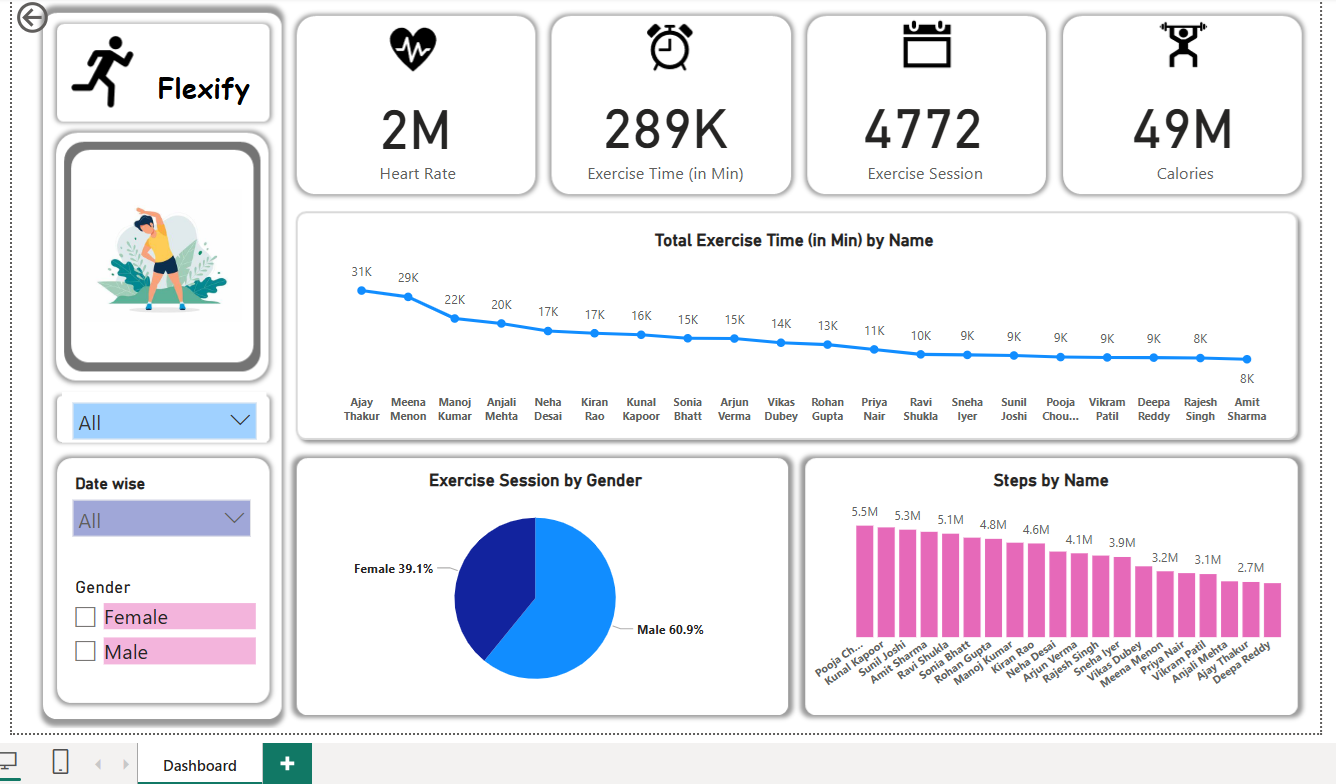 Flexify
All
Date wise
All
Gender
Female
Male
2M
Heart Rate
289K
Exercise Time (in Min)
4772
Exercise Session
49M
Calories
Total Exercise Time (in Min) by Name
31K 29K 22K 20K 17K 17K 16K 15K 15K 14K 13K 11K 10K 9K 9K 9K 9K 9K 8K 8K
Ajay Meena Manoj Anjali Neha Kiran Kunal Sonia Arjun Vikas Rohan Priya Ravi Sneha Sunil Pooja Vikram Deepa Rajesh Amit
Thakur Menon Kumar Mehta Desai Rao Kapoor Bhatt Verma Dubey Gupta Nair Shukla Iyer Joshi Chou... Patil Reddy Singh Sharma
Exercise Session by Gender
Female 39.1%
Male 60.9%
Steps by Name
5.5M 5.3M 5.1M 4.8M 4.6M 4.1M 3.9M 3.2M 3.1M 2.7M
Pooja Ch...
Kunal Kapoor
Sunil Joshi
Amit Sharma
Ravi Shukla
Sonia Bhatt
Rohan Gupta
Manoj Kumar
Kiran Rao
Neha Desai
Arjun Verma
Rajesh Singh
Sneha Iyer
Vikas Dubey
Meena Menon
Priya Nair
Vikram Patil
Anjali Mehta
Ajay Thakur
Deepa Reddy
Dashboard